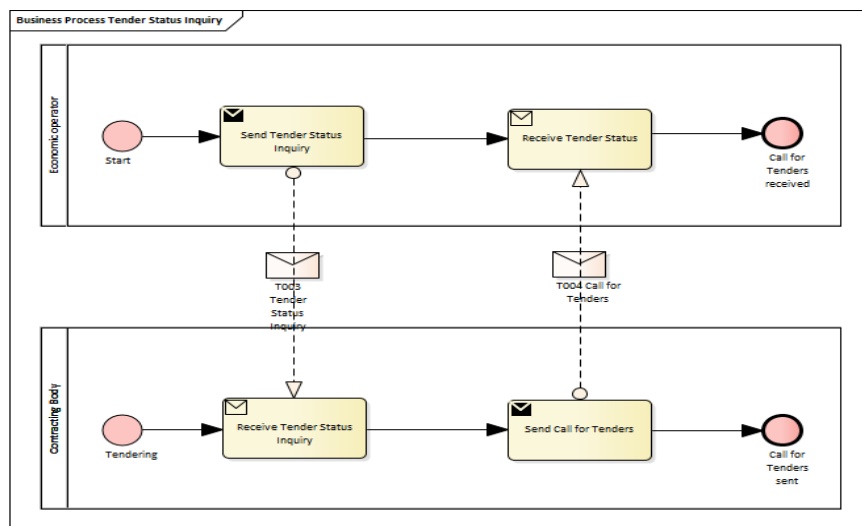 Business Process Tender Status Inquiry
Economic operator
Start
Send Tender Status
Inquiry
Receive Tender Status
Call for
Tenders
received
T003
Tender
Status
Inquiry
T004 Call for
Tenders
Contracting Body
Tendering
Receive Tender Status
Inquiry
Send Call for Tenders
Call for
Tenders
sent